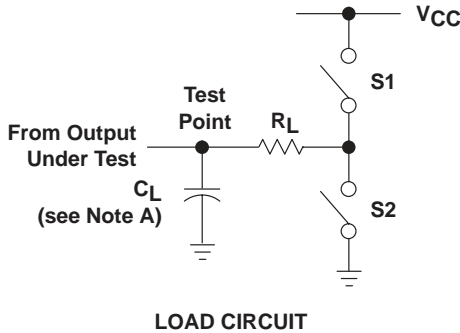 VCC
S1
Test
Point
RL
From Output
Under Test
CL
(see Note A)
S2
LOAD CIRCUIT